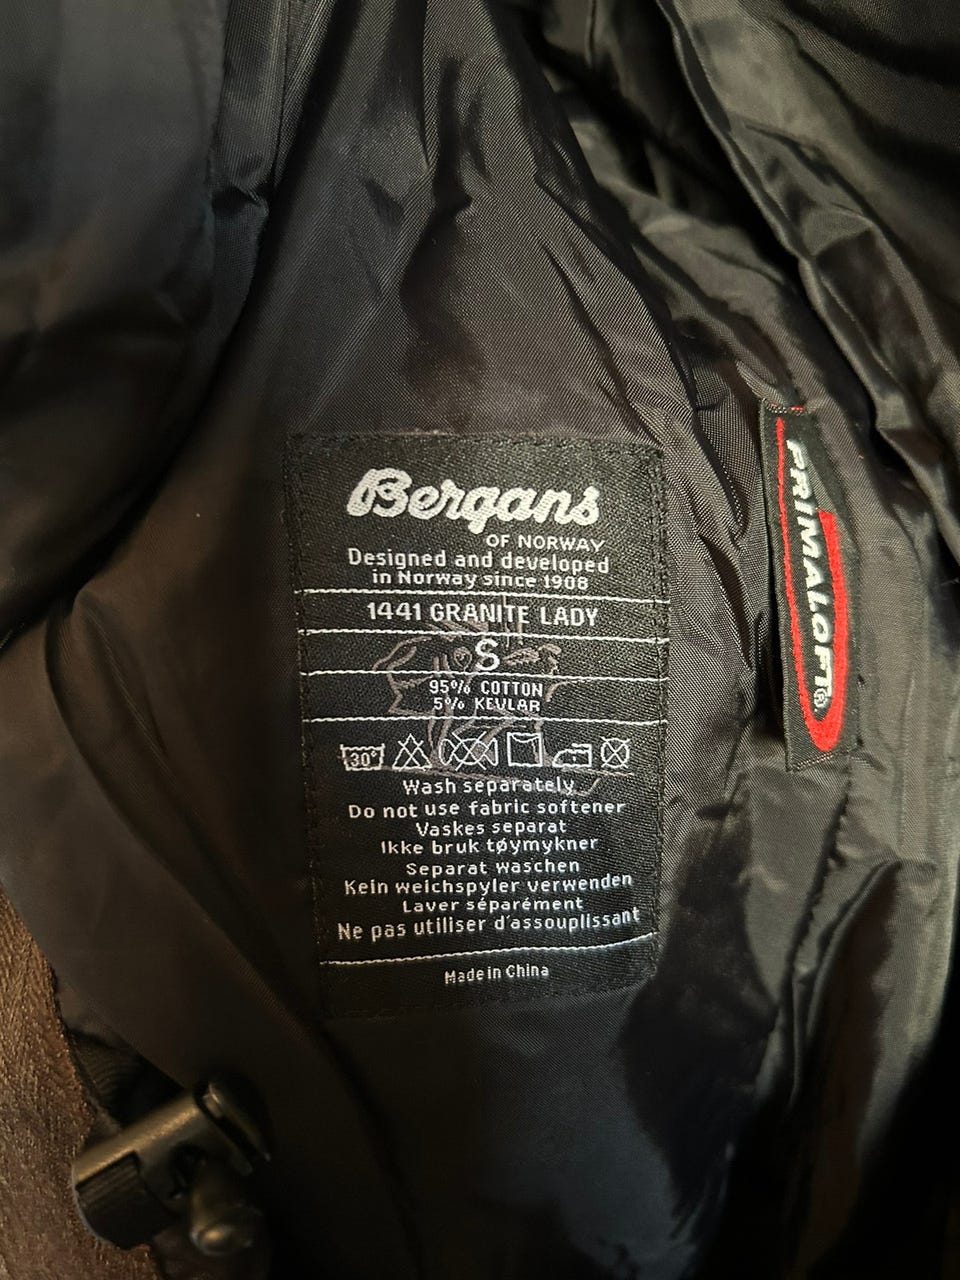 Bergans
OF NORWAY
Designed and developed
in Norway since 1908
1441 GRANITE LADY
S
95% COTTON
5% KEVLAR
30°
Wash separately
Do not use fabric softener
Vaskes separat
Ikke bruk tøymykner
Separat waschen
Kein weichspyler verwenden
Laver séparément
Ne pas utiliser d'assouplissant
Made in China
PRIMALOFT®